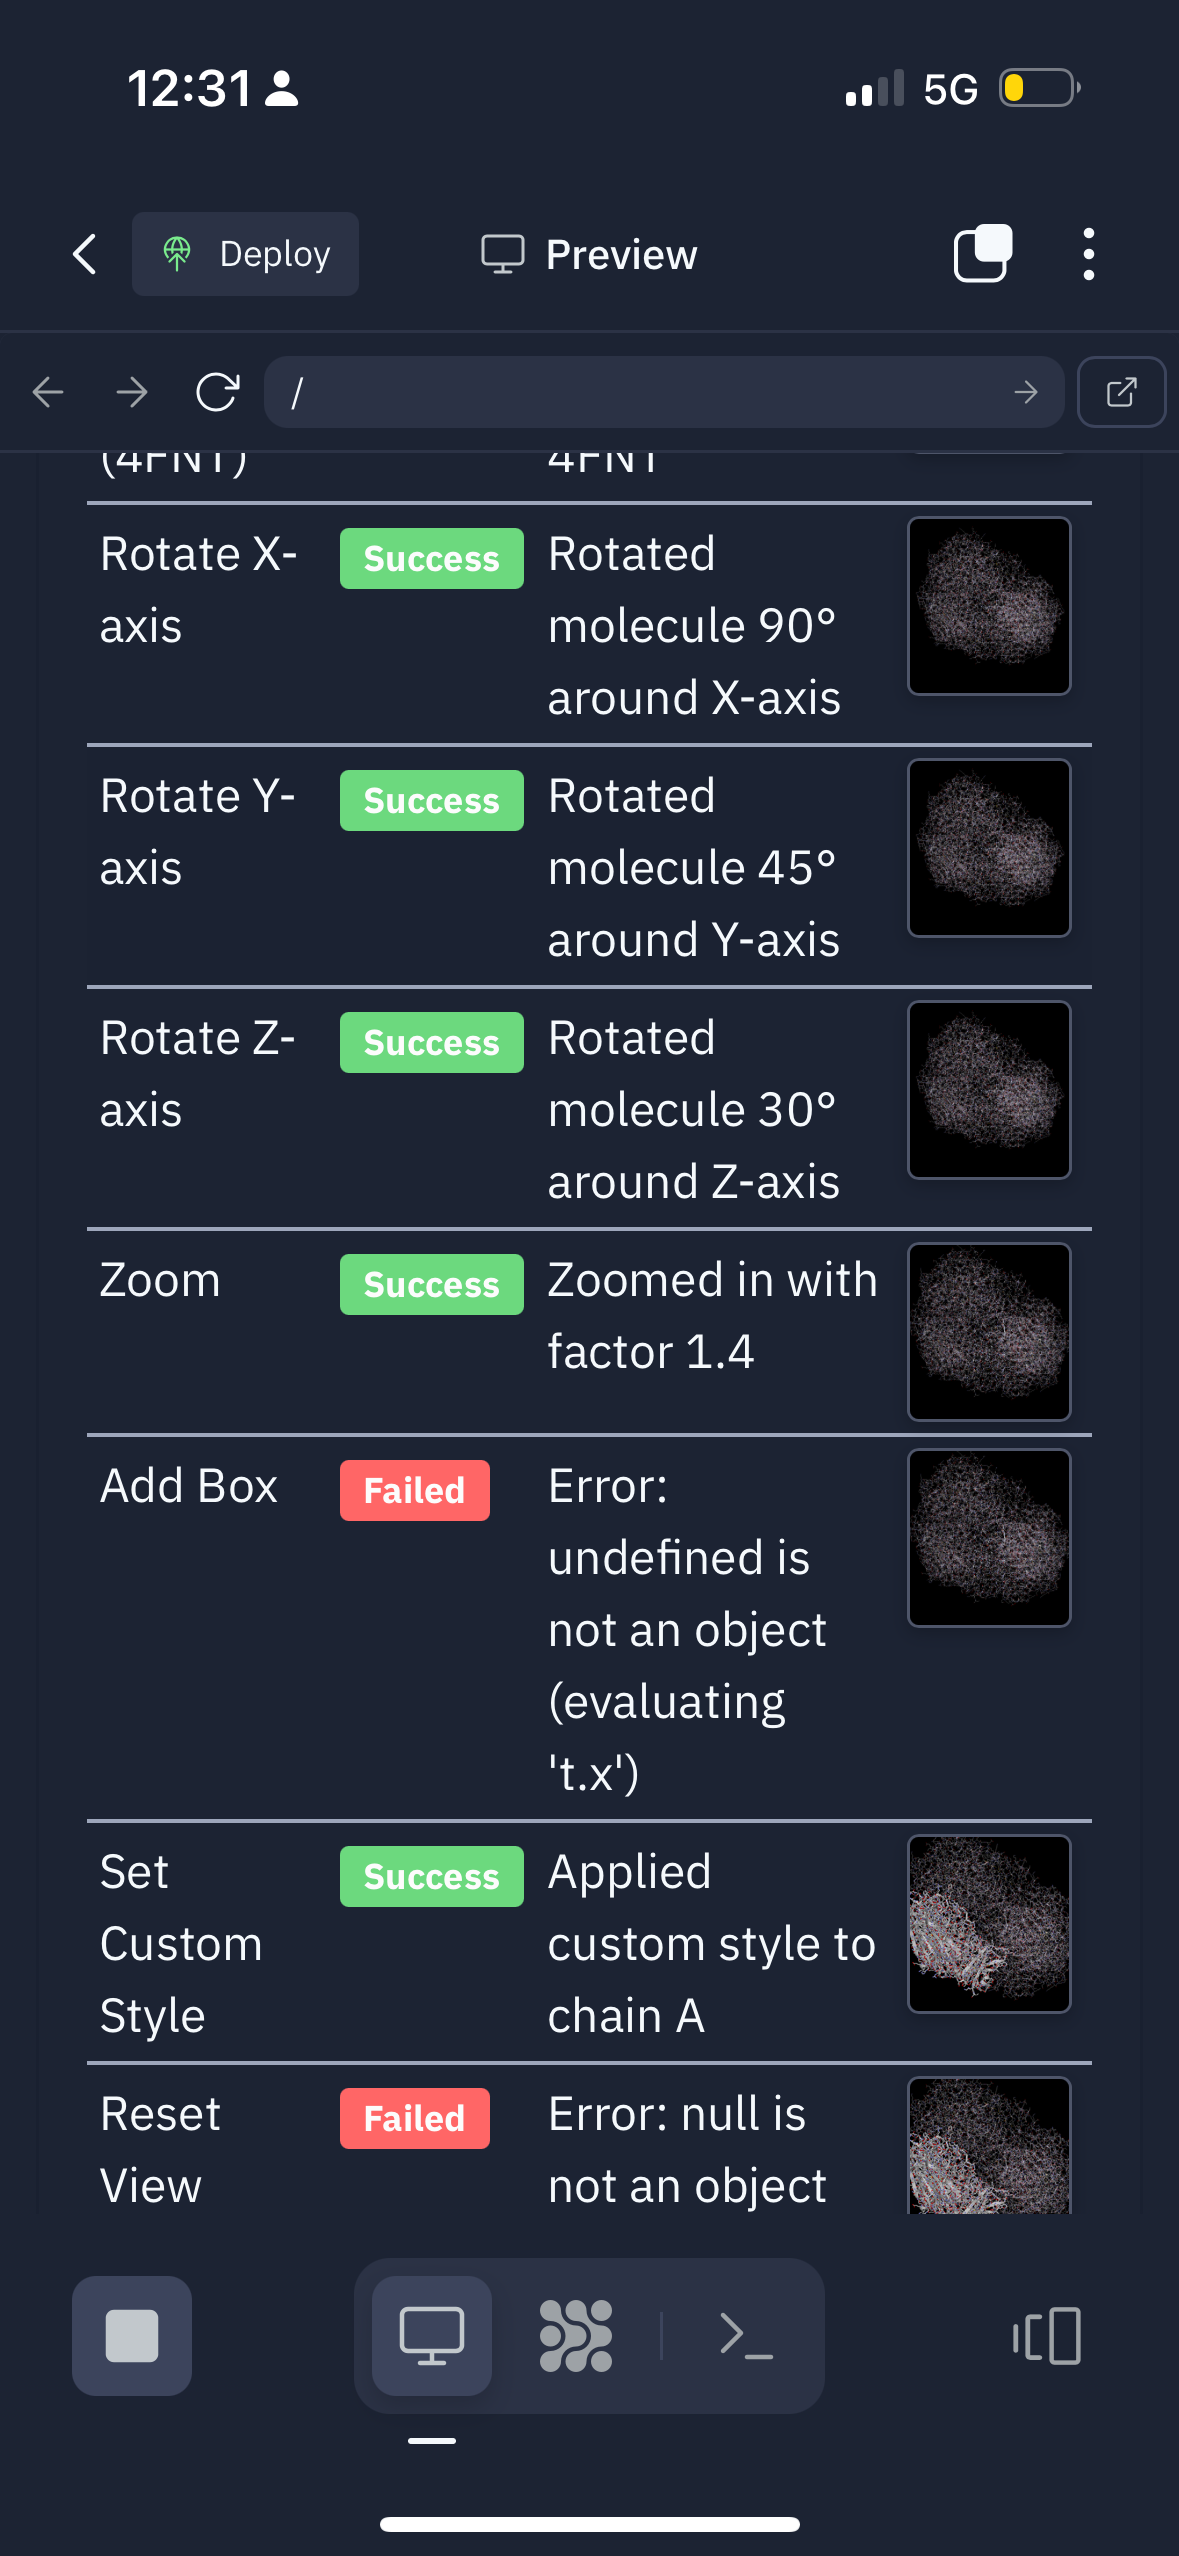 12:31
5G
Deploy
Preview
/
(4FNT)
4FNT
Rotate X-
axis
Success
Rotated
molecule 90°
around X-axis
Rotate Y-
axis
Success
Rotated
molecule 45°
around Y-axis
Rotate Z-
axis
Success
Rotated
molecule 30°
around Z-axis
Zoom
Success
Zoomed in with
factor 1.4
Add Box
Failed
Error:
undefined is
not an object
(evaluating
't.x')
Set
Custom
Style
Success
Applied
custom style to
chain A
Reset
View
Failed
Error: null is
not an object